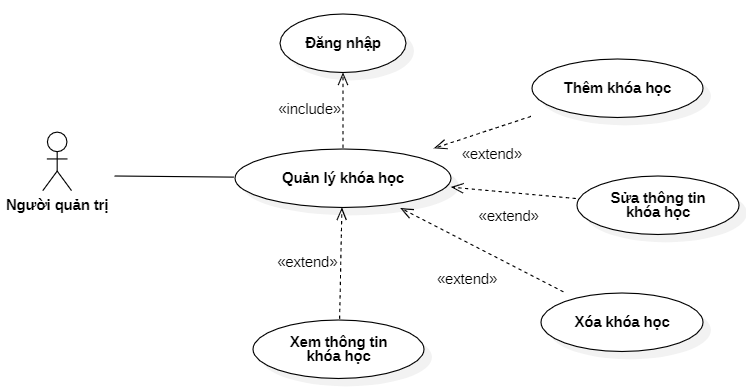 Đăng nhập
Thêm khóa học
«include»
«extend»
Quản lý khóa học
Người quản trị
Sửa thông tin
khóa học
«extend»
«extend»
«extend»
Xóa khóa học
Xem thông tin
khóa học